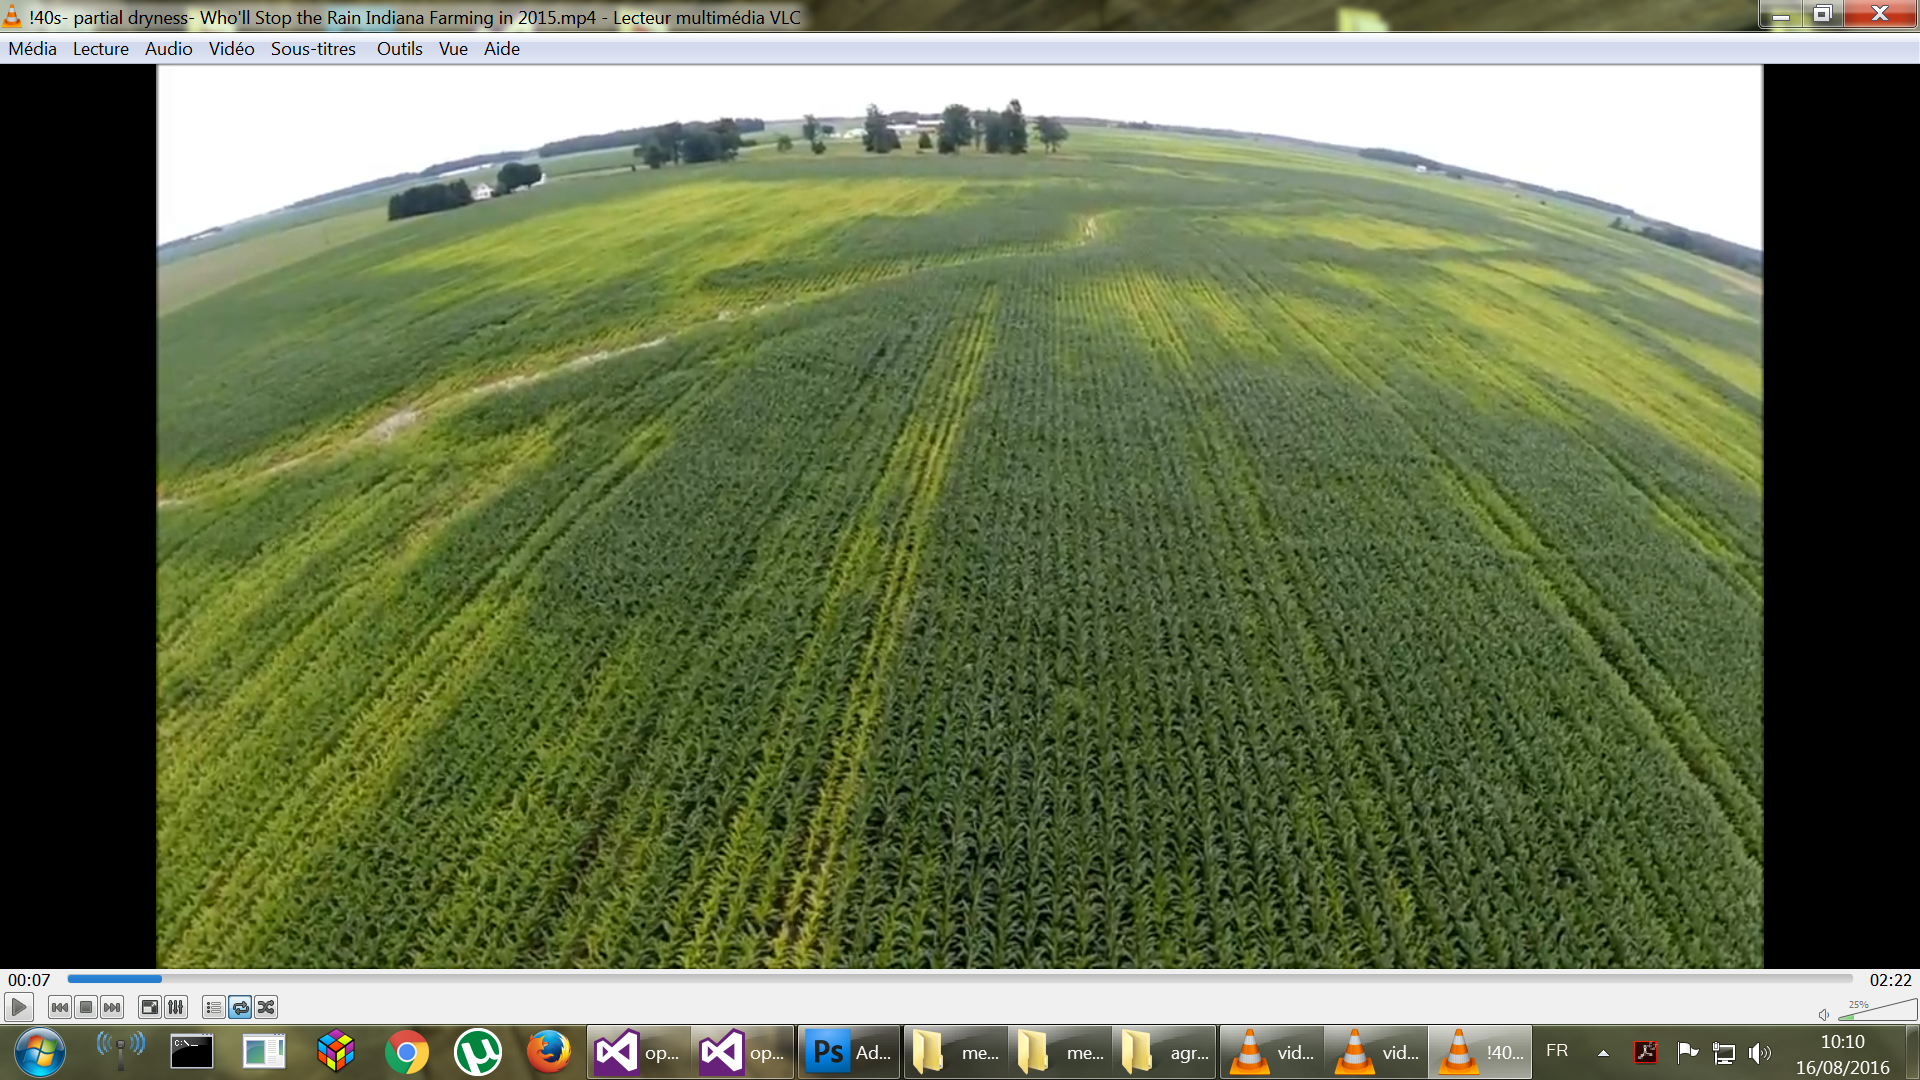 !40s- partial dryness- Who'll Stop the Rain Indiana Farming in 2015.mp4 - Lecteur multimédia VLC
Média Lecture Audio Vidéo Sous-titres Outils Vue Aide
00:07 02:22
25%
C:\_
Ps
op... op... Ad... me... me... agr... vid... vid... !40... FR
10:10
16/08/2016